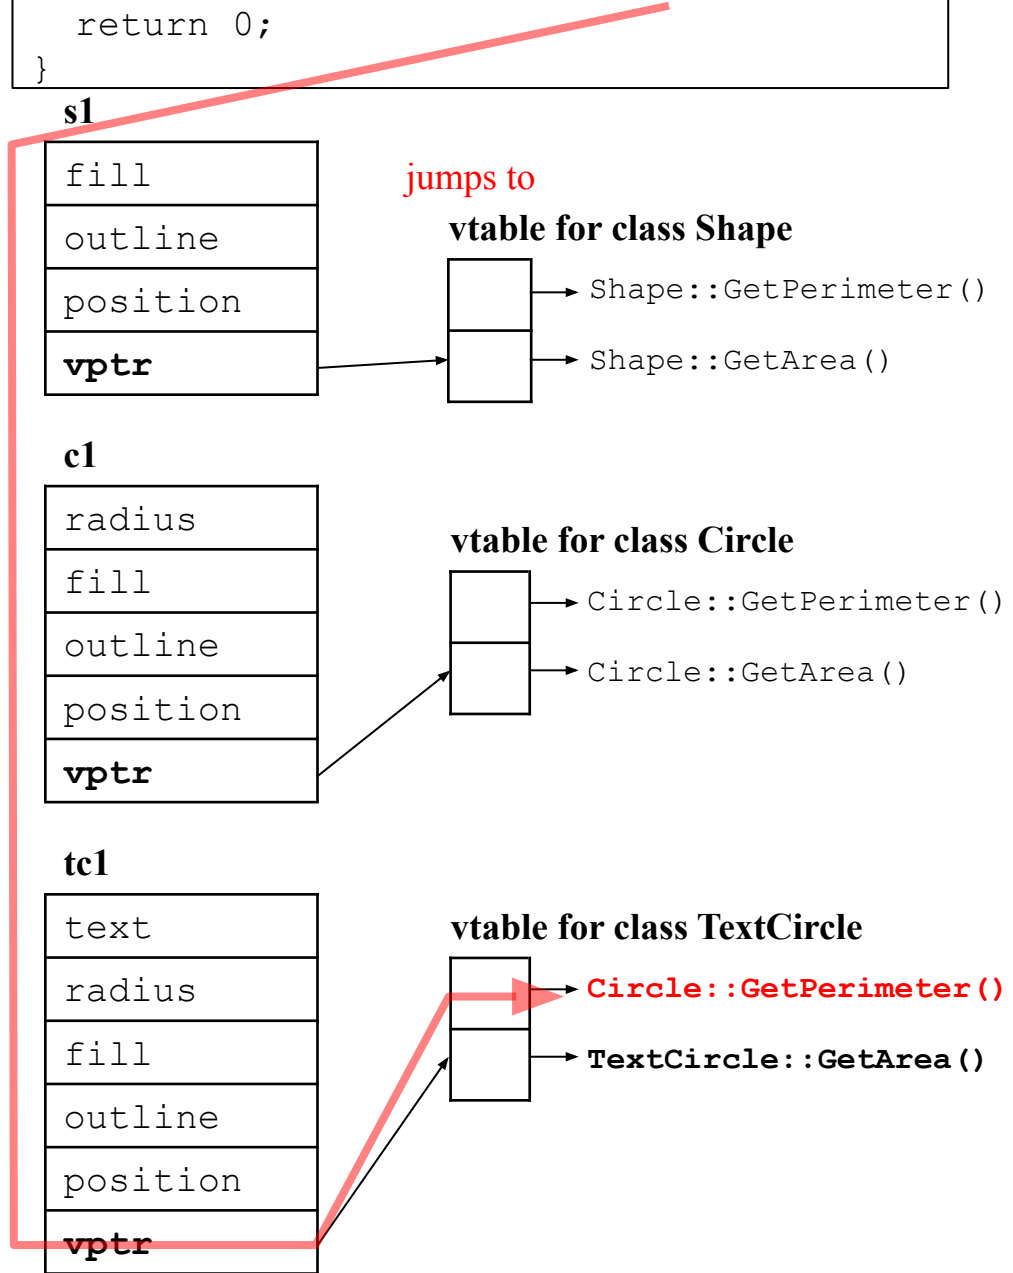 return 0;
}
s1
fill
outline
position
vptr
jumps to
vtable for class Shape
Shape::GetPerimeter()
Shape::GetArea()
c1
radius
fill
outline
position
vptr
vtable for class Circle
Circle::GetPerimeter()
Circle::GetArea()
tc1
text
radius
fill
outline
position
vptr
vtable for class TextCircle
Circle::GetPerimeter()
TextCircle::GetArea()